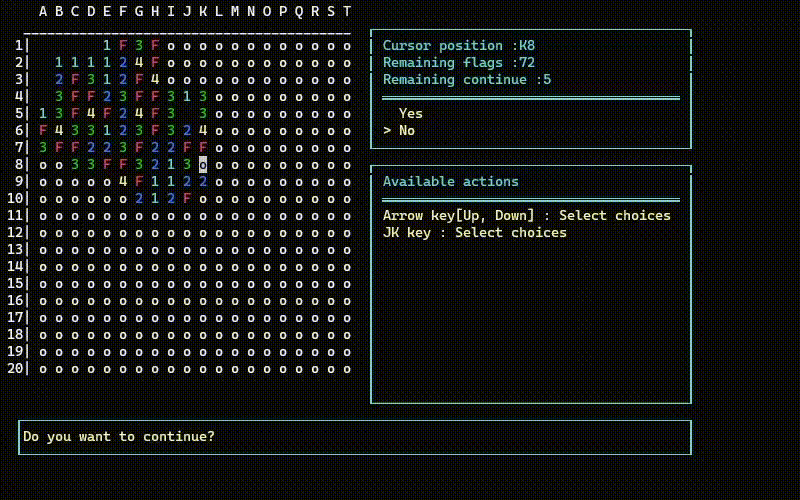 A B C D E F G H I J K L M N O P Q R S T
1| 1 F 3 F o o o o o o o o o o o o
2| 1 1 1 1 2 4 F o o o o o o o o o o o o
3| 2 F 3 1 2 F 4 o o o o o o o o o o o o
4| 3 F F 2 3 F F 3 1 3 o o o o o o o o o
5| 1 3 F 4 F 2 4 F 3 3 o o o o o o o o o
6| F 4 3 3 1 2 3 F 3 2 4 o o o o o o o o o
7| 3 F F 2 2 3 F 2 2 F F o o o o o o o o o
8| o o 3 3 F F 3 2 1 3 o o o o o o o o o o
9| o o o o o 4 F 1 1 2 2 o o o o o o o o o
10| o o o o o o 2 1 2 F o o o o o o o o o o
11| o o o o o o o o o o o o o o o o o o o o
12| o o o o o o o o o o o o o o o o o o o o
13| o o o o o o o o o o o o o o o o o o o o
14| o o o o o o o o o o o o o o o o o o o o
15| o o o o o o o o o o o o o o o o o o o o
16| o o o o o o o o o o o o o o o o o o o o
17| o o o o o o o o o o o o o o o o o o o o
18| o o o o o o o o o o o o o o o o o o o o
19| o o o o o o o o o o o o o o o o o o o o
20| o o o o o o o o o o o o o o o o o o o o
Cursor position :K8
Remaining flags :72
Remaining continue :5
Yes
> No
Available actions
Arrow key[Up, Down] : Select choices
JK key : Select choices
Do you want to continue?